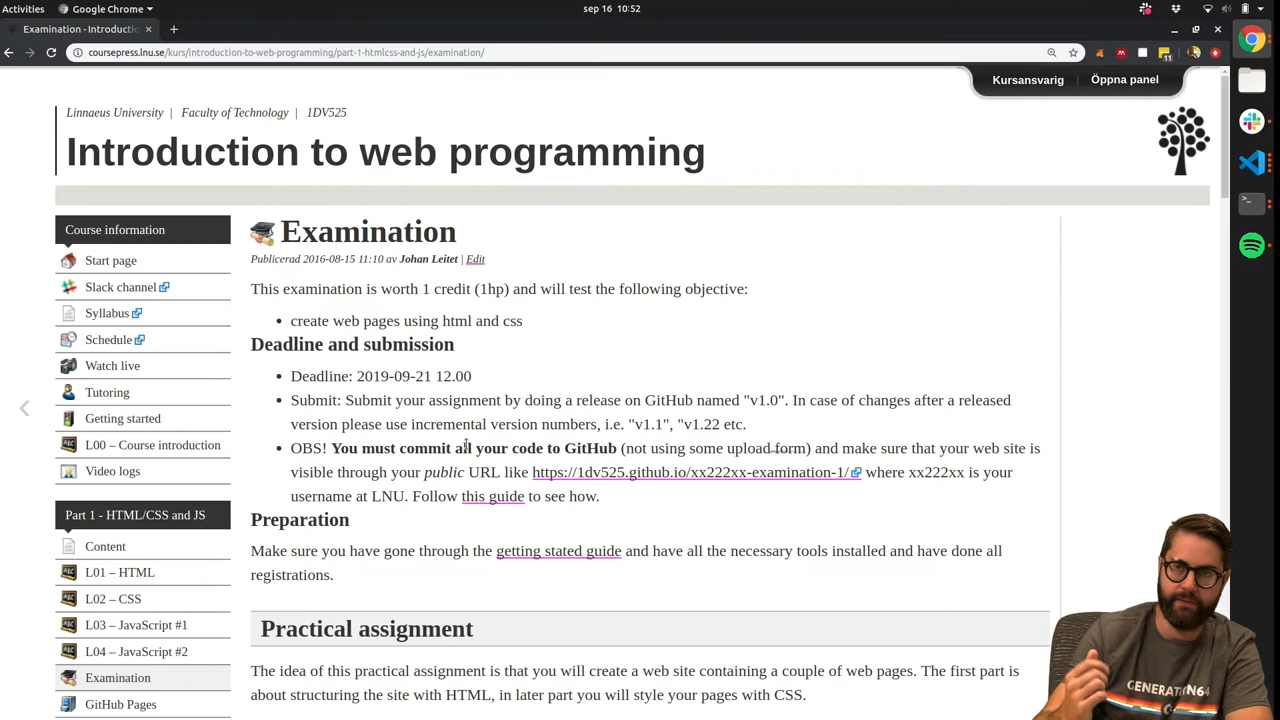 Activities
Google Chrome
sep 16 10:52
Examination - Introductio
coursepress.lnu.se/kurs/introduction-to-web-programming/part-1-htmlcss-and-js/examination/
11
Kursansvarig | Öppna panel
Linnaeus University | Faculty of Technology | 1DV525
Introduction to web programming
Course information
Start page
Slack channel
Syllabus
Schedule
Watch live
Tutoring
Getting started
L00 – Course introduction
Video logs
Part 1 - HTML/CSS and JS
Content
L01 – HTML
L02 – CSS
L03 – JavaScript #1
L04 – JavaScript #2
Examination
GitHub Pages
Examination
Publicerad 2016-08-15 11:10 av Johan Leitet | Edit
This examination is worth 1 credit (1hp) and will test the following objective:
• create web pages using html and css
Deadline and submission
• Deadline: 2019-09-21 12.00
• Submit: Submit your assignment by doing a release on GitHub named "v1.0". In case of changes after a released
version please use incremental version numbers, i.e. "v1.1", "v1.22 etc.
• OBS! You must commit all your code to GitHub (not using some upload form) and make sure that your web site is
visible through your public URL like https://1dv525.github.io/xx222xx-examination-1/ where xx222xx is your
username at LNU. Follow this guide to see how.
Preparation
Make sure you have gone through the getting stated guide and have all the necessary tools installed and have done all
registrations.
Practical assignment
The idea of this practical assignment is that you will create a web site containing a couple of web pages. The first part is
about structuring the site with HTML, in later part you will style your pages with CSS.
GENERATION64